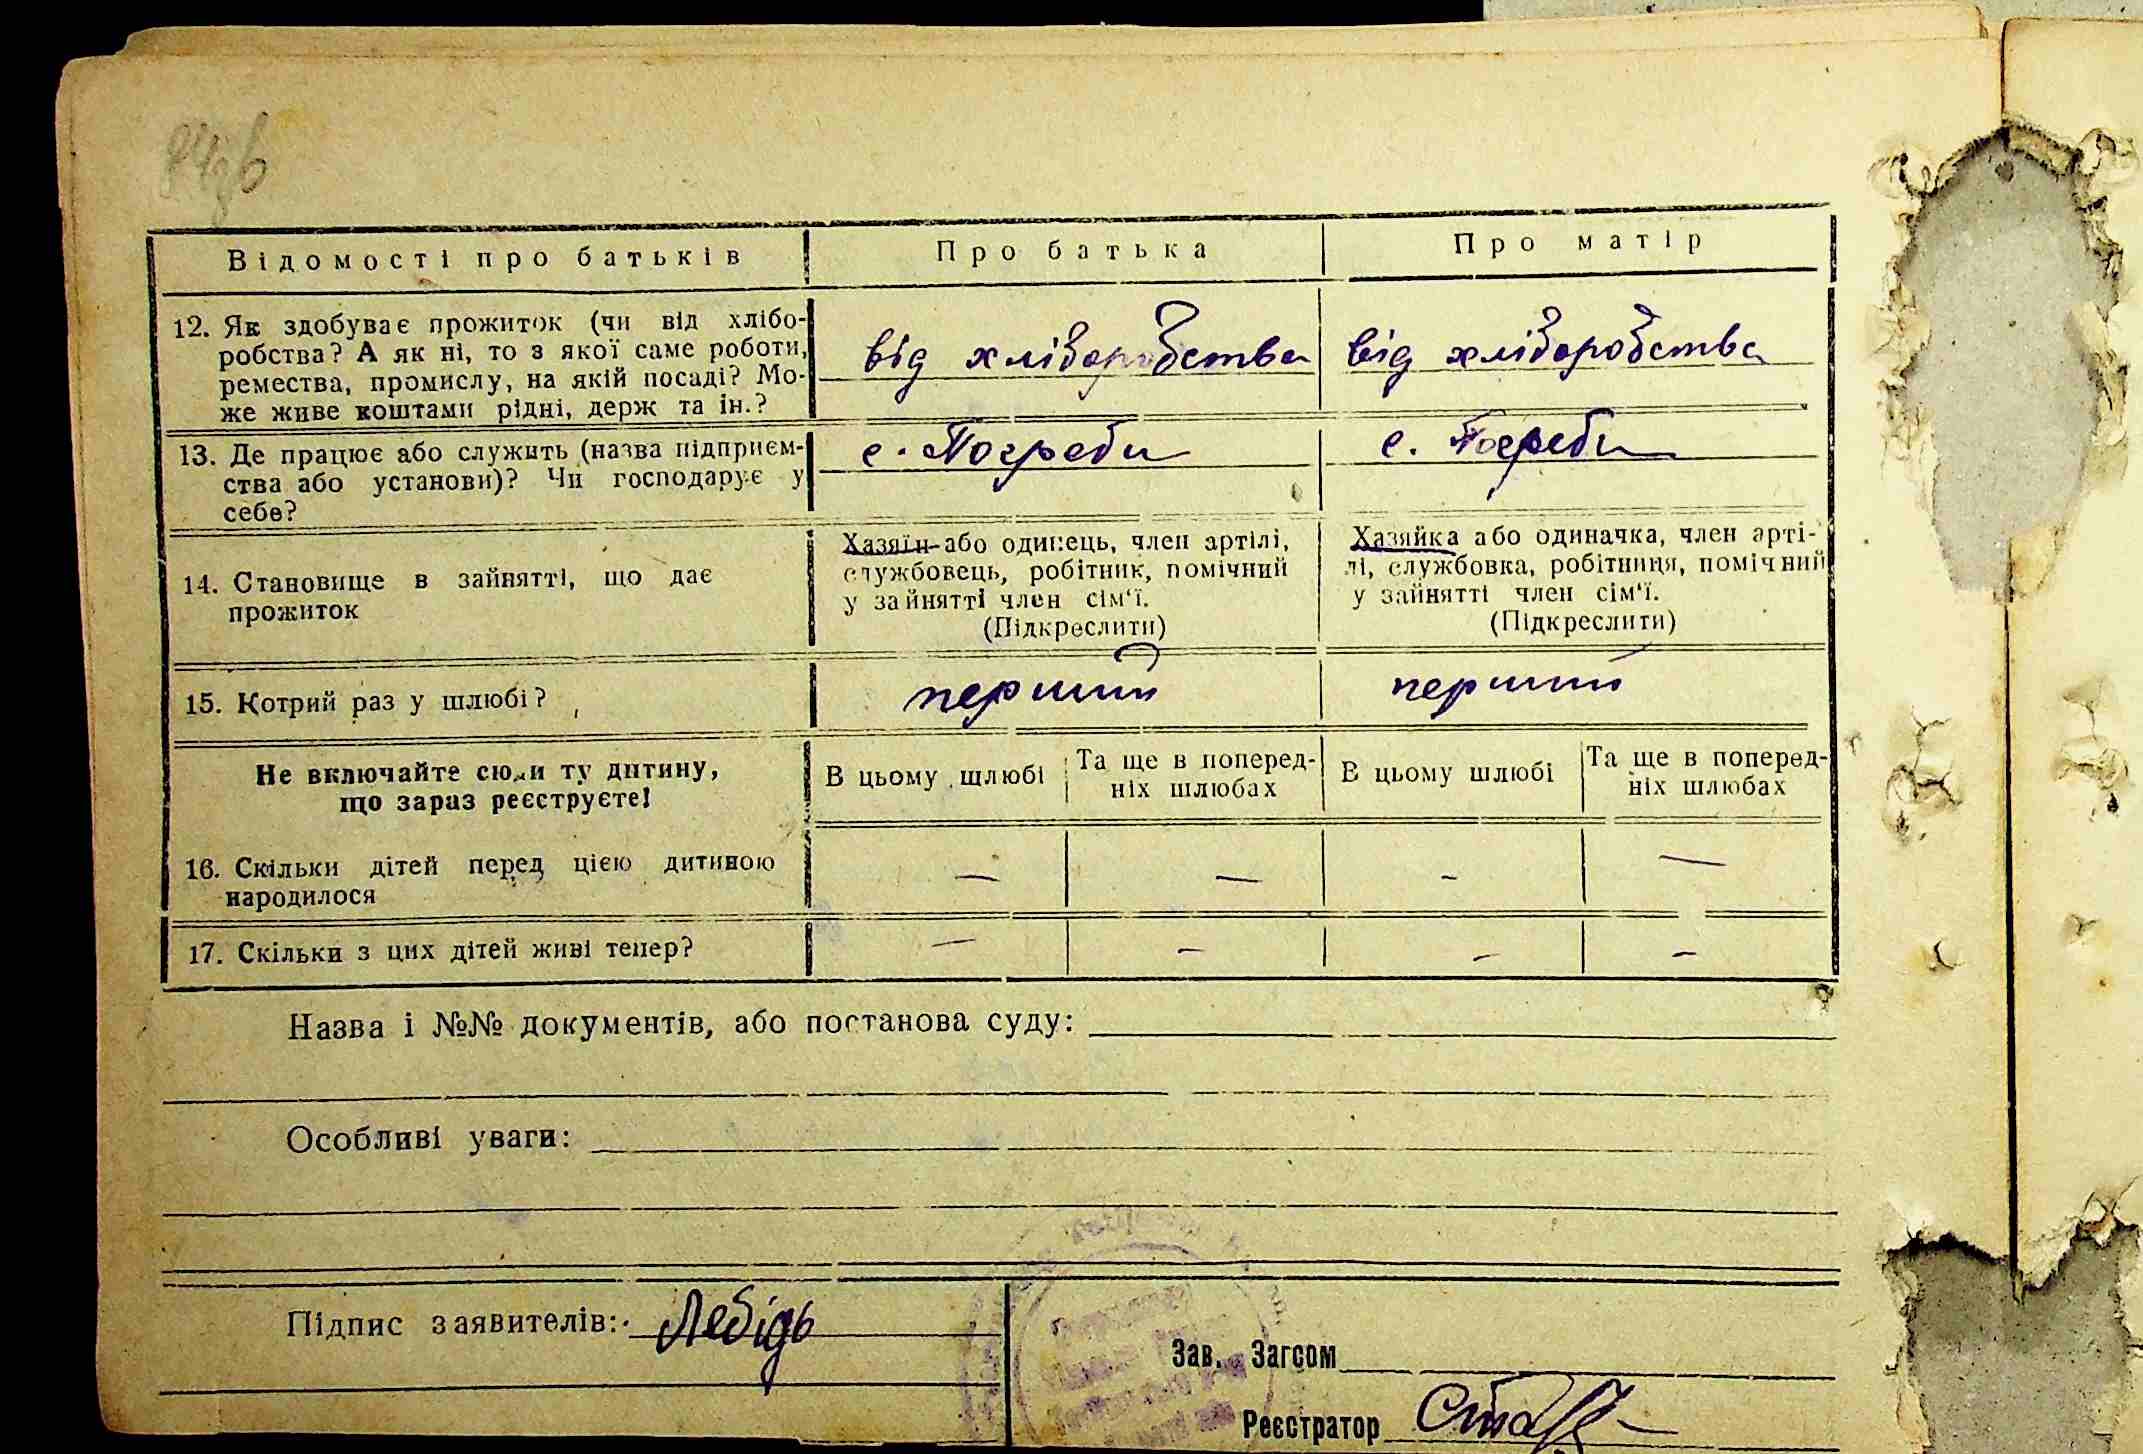 Відомості про батьків
Про батька
Про матір
12. Як здобуває прожиток (чи від хлібо-
робства? А як ні, то з якої саме роботи,
ремества, промислу, на якій посаді? Мо-
же живе коштами рідні, держ та ін.?
від хліборобства
від хліборобства
13. Де працює або служить (назва підприєм-
ства або установи)? Чи господарує у
себе?
с. Погреби
с. Погреби
14. Становище в зайнятті, що дає
прожиток
Хазяїн або одинець, член артілі,
службовець, робітник, помічний
у зайнятті член сім'ї.
(Підкреслити)
Хазяйка або одиначка, член арті-
лі, службовка, робітниця, помічний
у зайнятті член сім'ї.
(Підкреслити)
15. Котрий раз у шлюбі?
перший
перший
Не включайте сюди ту дитину,
що зараз реєструєте!
В цьому шлюбі
Та ще в поперед-
ніх шлюбах
В цьому шлюбі
Та ще в поперед-
ніх шлюбах
16. Скільки дітей перед цією дитиною
народилося
— — - —
17. Скільки з цих дітей живі тепер?
— - - -
Назва і №№ документів, або постанова суду:
Особливі уваги:
Підпис заявителів: Лебідь
Зав. Загсом
Реєстратор